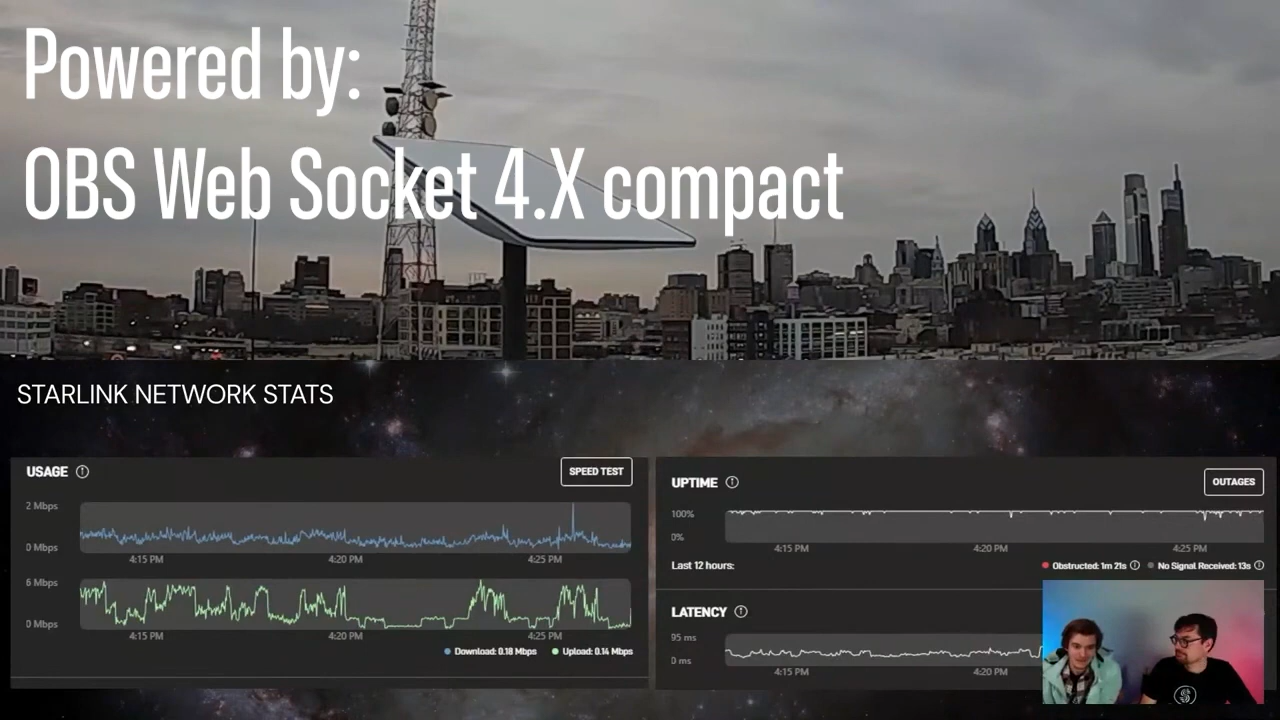 Powered by:
OBS Web Socket 4.X compact
STARLINK NETWORK STATS
USAGE
SPEED TEST
2 Mbps
0 Mbps
4:15 PM 4:20 PM 4:25 PM
6 Mbps
0 Mbps
4:15 PM 4:20 PM 4:25 PM
Download: 0.18 Mbps Upload: 0.14 Mbps
UPTIME
OUTAGES
100%
0%
4:15 PM 4:20 PM 4:25 PM
Last 12 hours:
Obstructed: 1m 21s No Signal Received: 13s
LATENCY
95 ms
0 ms
4:15 PM 4:20 PM